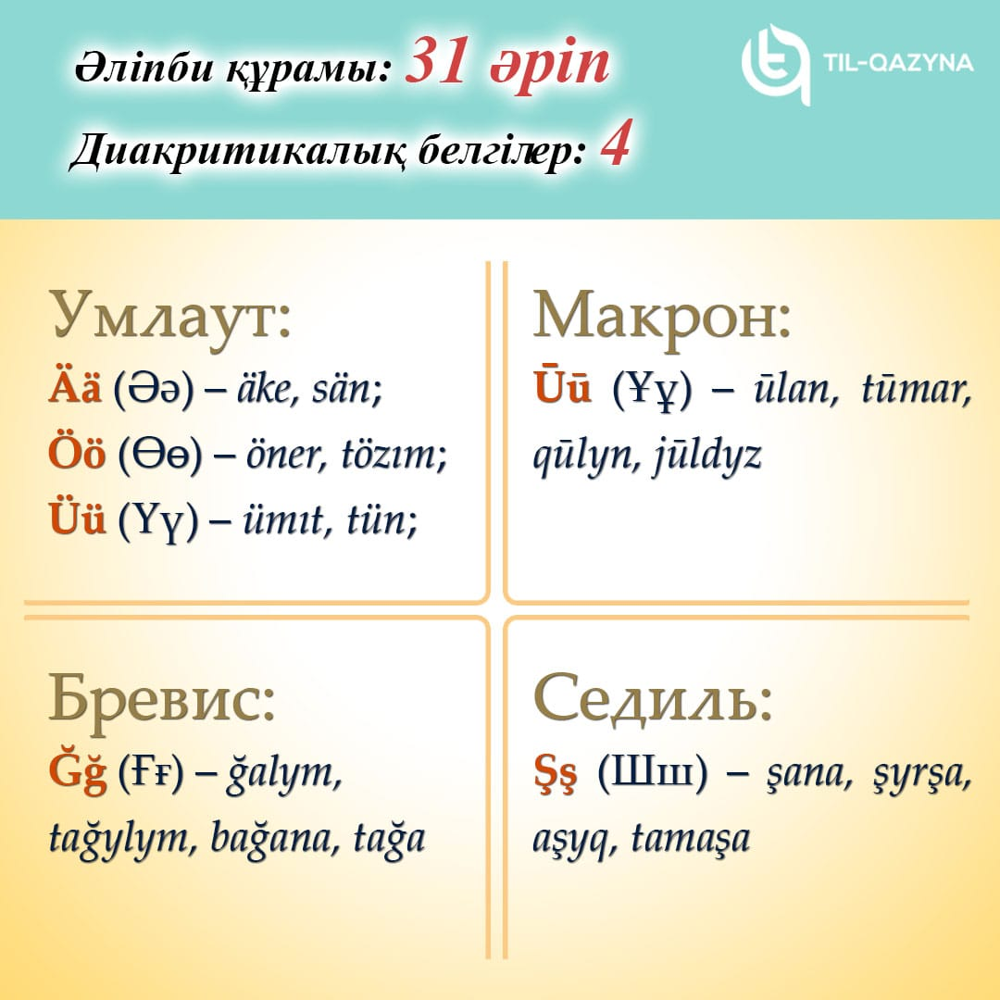 Әліпби құрамы: 31 әріп
TIL-QAZYNA
Диакритикалық белгілер: 4
Умлаут:
Ää (Әә) – äke, sän;
Öö (Өө) – öner, tözım;
Üü (Үү) – ümıt, tün;
Макрон:
Ūū (Ұұ) – ūlan, tūmar,
qūlyn, jūldyz
Бревис:
Ğğ (Ғғ) – ğalym,
tağylym, bağana, tağa
Седиль:
Şş (Шш) – şana, şyrşa,
aşyq, tamaşa